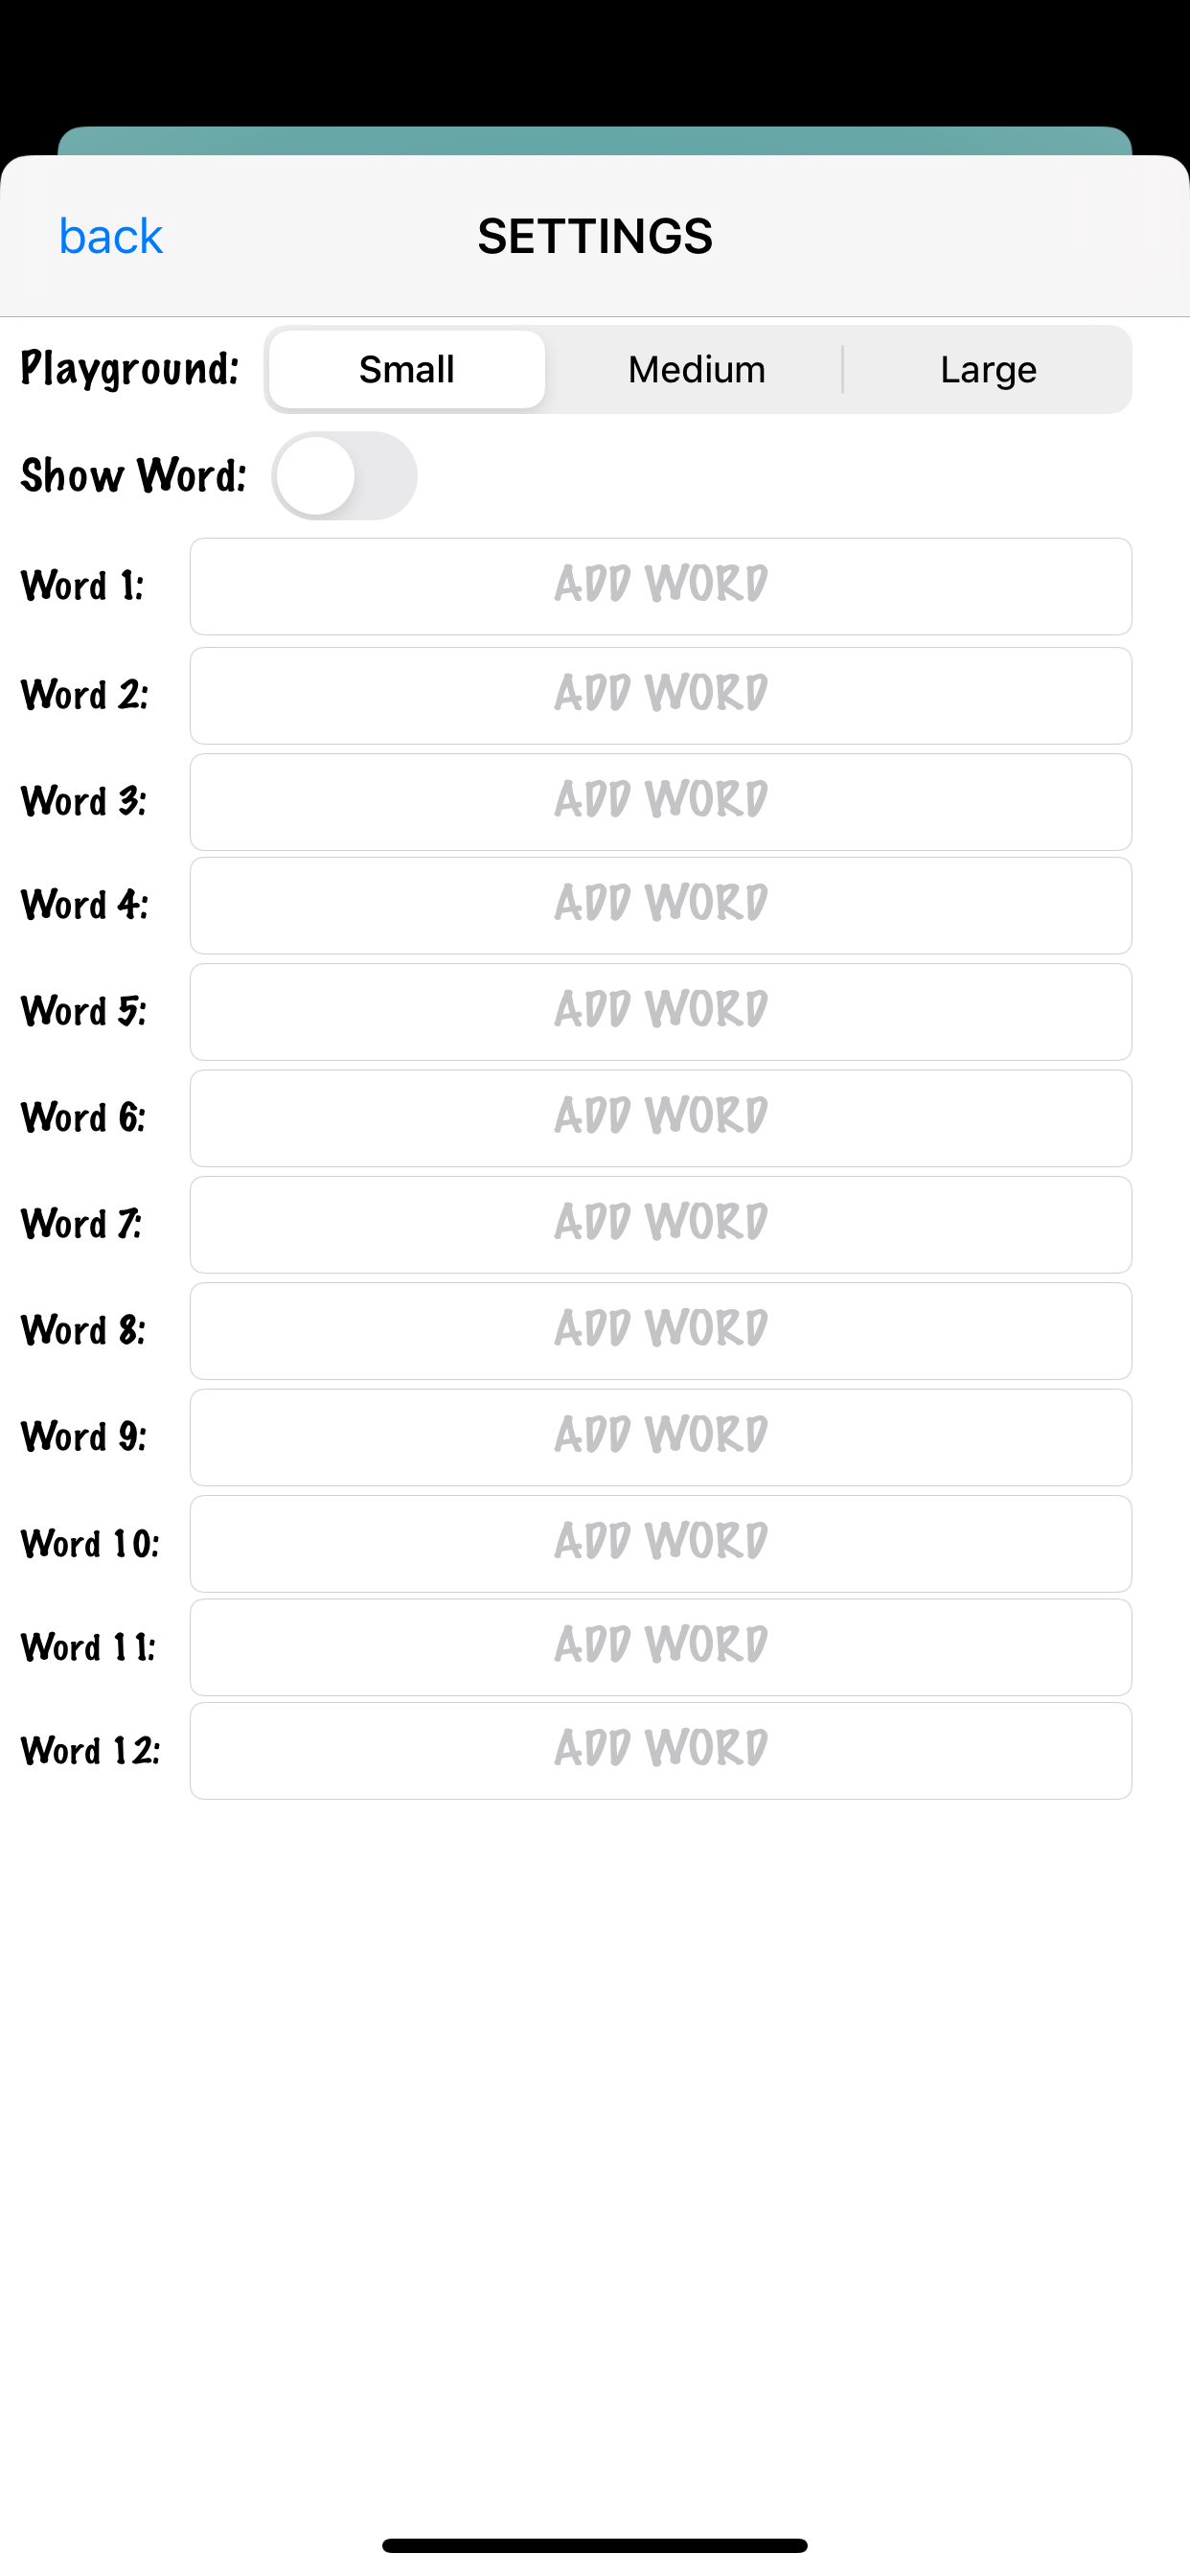 back SETTINGS
Playground: Small Medium Large
Show Word:
Word 1: ADD WORD
Word 2: ADD WORD
Word 3: ADD WORD
Word 4: ADD WORD
Word 5: ADD WORD
Word 6: ADD WORD
Word 7: ADD WORD
Word 8: ADD WORD
Word 9: ADD WORD
Word 10: ADD WORD
Word 11: ADD WORD
Word 12: ADD WORD